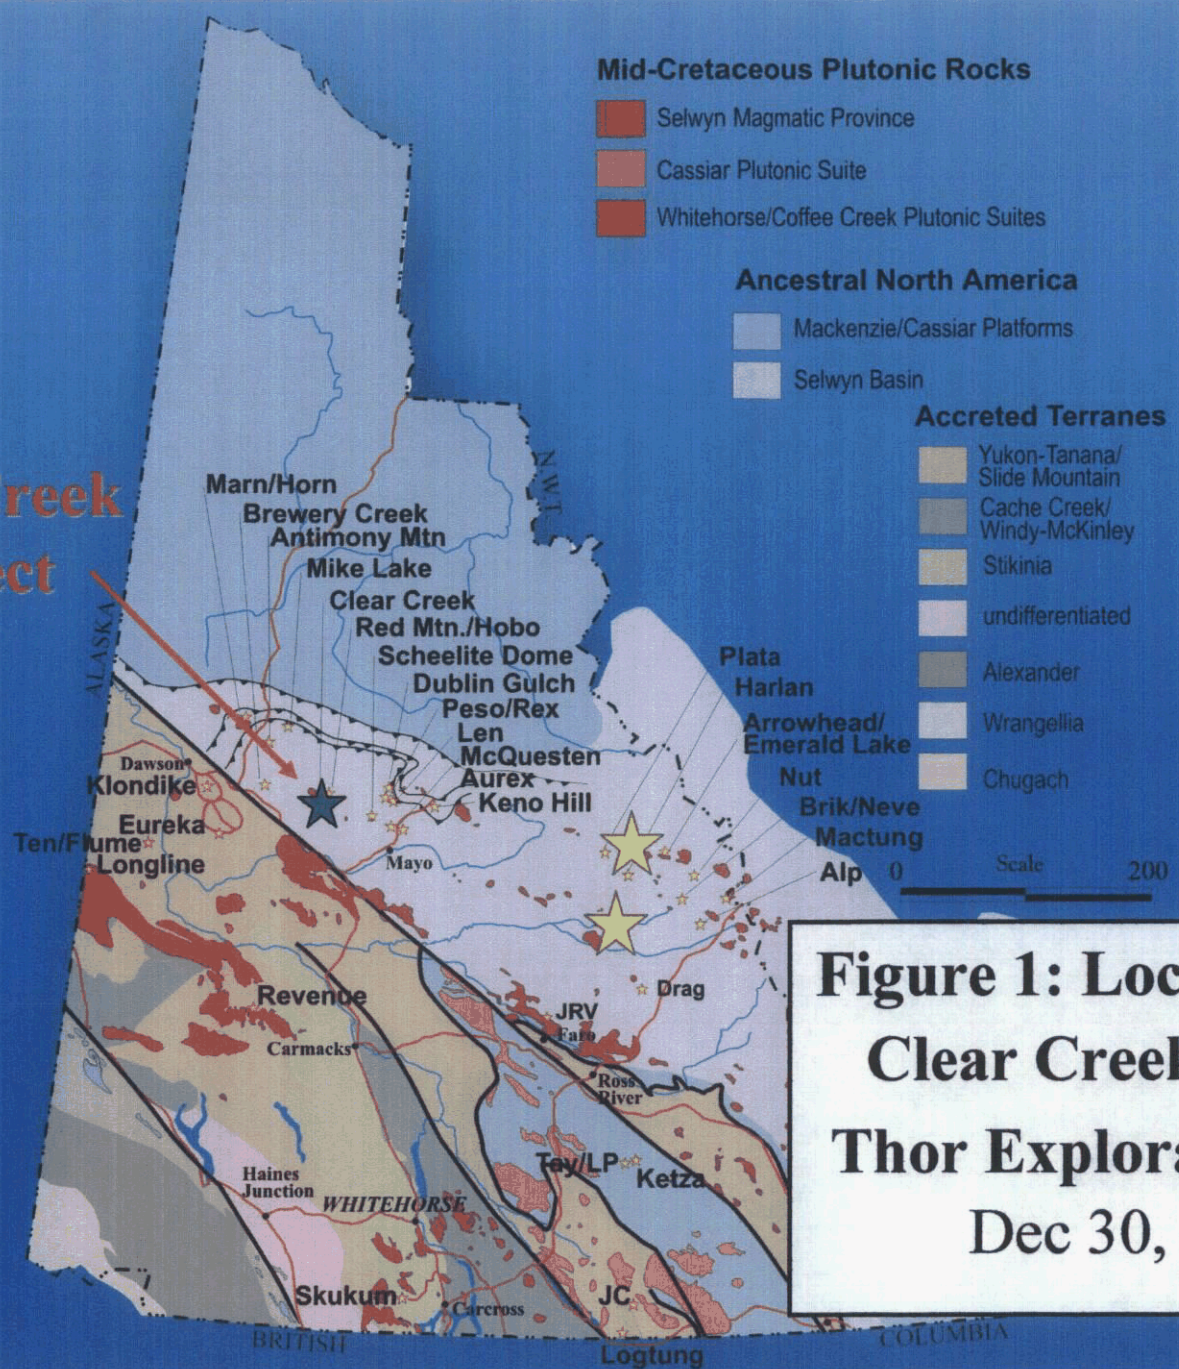 Mid-Cretaceous Plutonic Rocks
Selwyn Magmatic Province
Cassiar Plutonic Suite
Whitehorse/Coffee Creek Plutonic Suites
Ancestral North America
Mackenzie/Cassiar Platforms
Selwyn Basin
Accreted Terranes
Yukon-Tanana/
Slide Mountain
Cache Creek/
Windy-McKinley
Stikinia
undifferentiated
Alexander
Wrangellia
Chugach
reek
ect
N.W.T.
ALASKA
Marn/Horn
Brewery Creek
Antimony Mtn
Mike Lake
Clear Creek
Red Mtn./Hobo
Scheelite Dome
Dublin Gulch
Peso/Rex
Len
McQuesten
Aurex
Keno Hill
Plata
Harlan
Arrowhead/
Emerald Lake
Nut
Brik/Neve
Mactung
Alp
0 Scale 200
Dawson
Klondike
Eureka
Ten/Flume
Longline
Mayo
Drag
Revenue
JRV
Faro
Carmacks
Ross
River
Tay/LP
Ketza
Haines
Junction
WHITEHORSE
Skukum
Carcross
JC
Logtung
BRITISH
COLUMBIA
Figure 1: Loc
Clear Creek
Thor Explora
Dec 30,